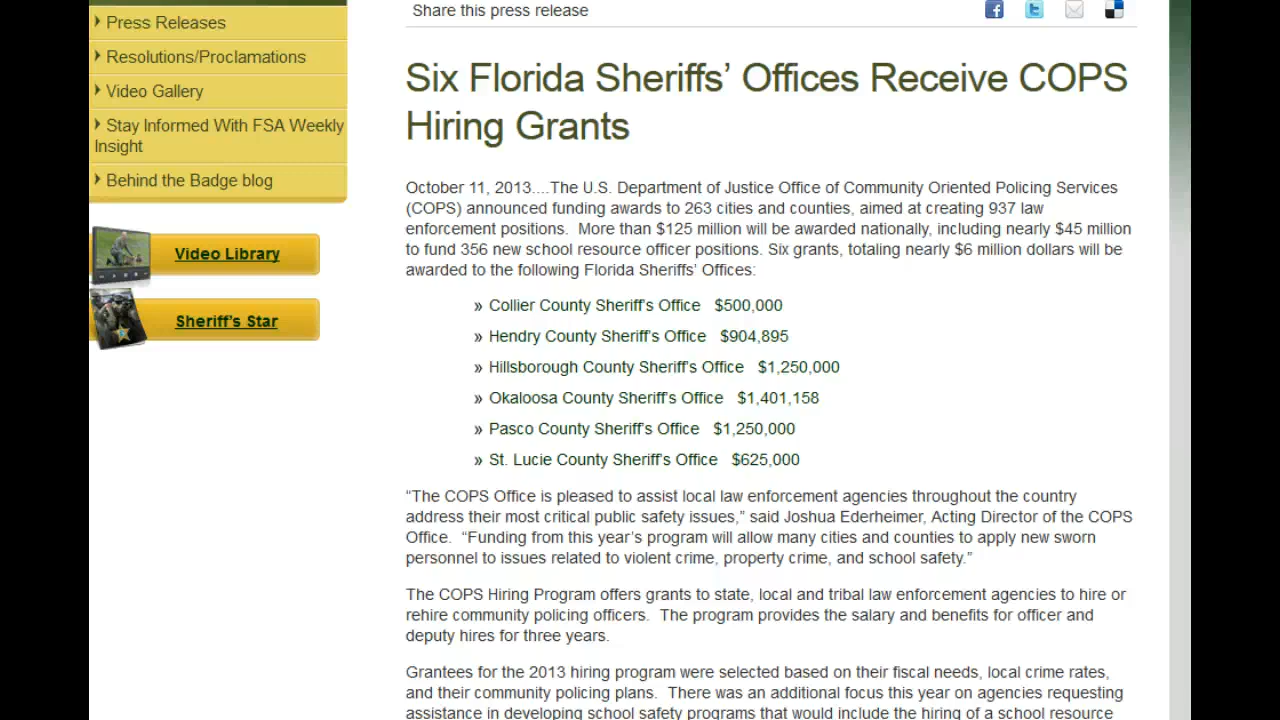 Press Releases
Resolutions/Proclamations
Video Gallery
Stay Informed With FSA Weekly
Insight
Behind the Badge blog
Video Library
Sheriff's Star
Share this press release
Six Florida Sheriffs’ Offices Receive COPS
Hiring Grants
October 11, 2013....The U.S. Department of Justice Office of Community Oriented Policing Services
(COPS) announced funding awards to 263 cities and counties, aimed at creating 937 law
enforcement positions.  More than $125 million will be awarded nationally, including nearly $45 million
to fund 356 new school resource officer positions. Six grants, totaling nearly $6 million dollars will be
awarded to the following Florida Sheriffs’ Offices:
» Collier County Sheriff's Office   $500,000
» Hendry County Sheriff's Office   $904,895
» Hillsborough County Sheriff's Office   $1,250,000
» Okaloosa County Sheriff's Office   $1,401,158
» Pasco County Sheriff's Office   $1,250,000
» St. Lucie County Sheriff's Office   $625,000
“The COPS Office is pleased to assist local law enforcement agencies throughout the country
address their most critical public safety issues,” said Joshua Ederheimer, Acting Director of the COPS
Office.  “Funding from this year’s program will allow many cities and counties to apply new sworn
personnel to issues related to violent crime, property crime, and school safety.”
The COPS Hiring Program offers grants to state, local and tribal law enforcement agencies to hire or
rehire community policing officers.  The program provides the salary and benefits for officer and
deputy hires for three years.
Grantees for the 2013 hiring program were selected based on their fiscal needs, local crime rates,
and their community policing plans.  There was an additional focus this year on agencies requesting
assistance in developing school safety programs that would include the hiring of a school resource